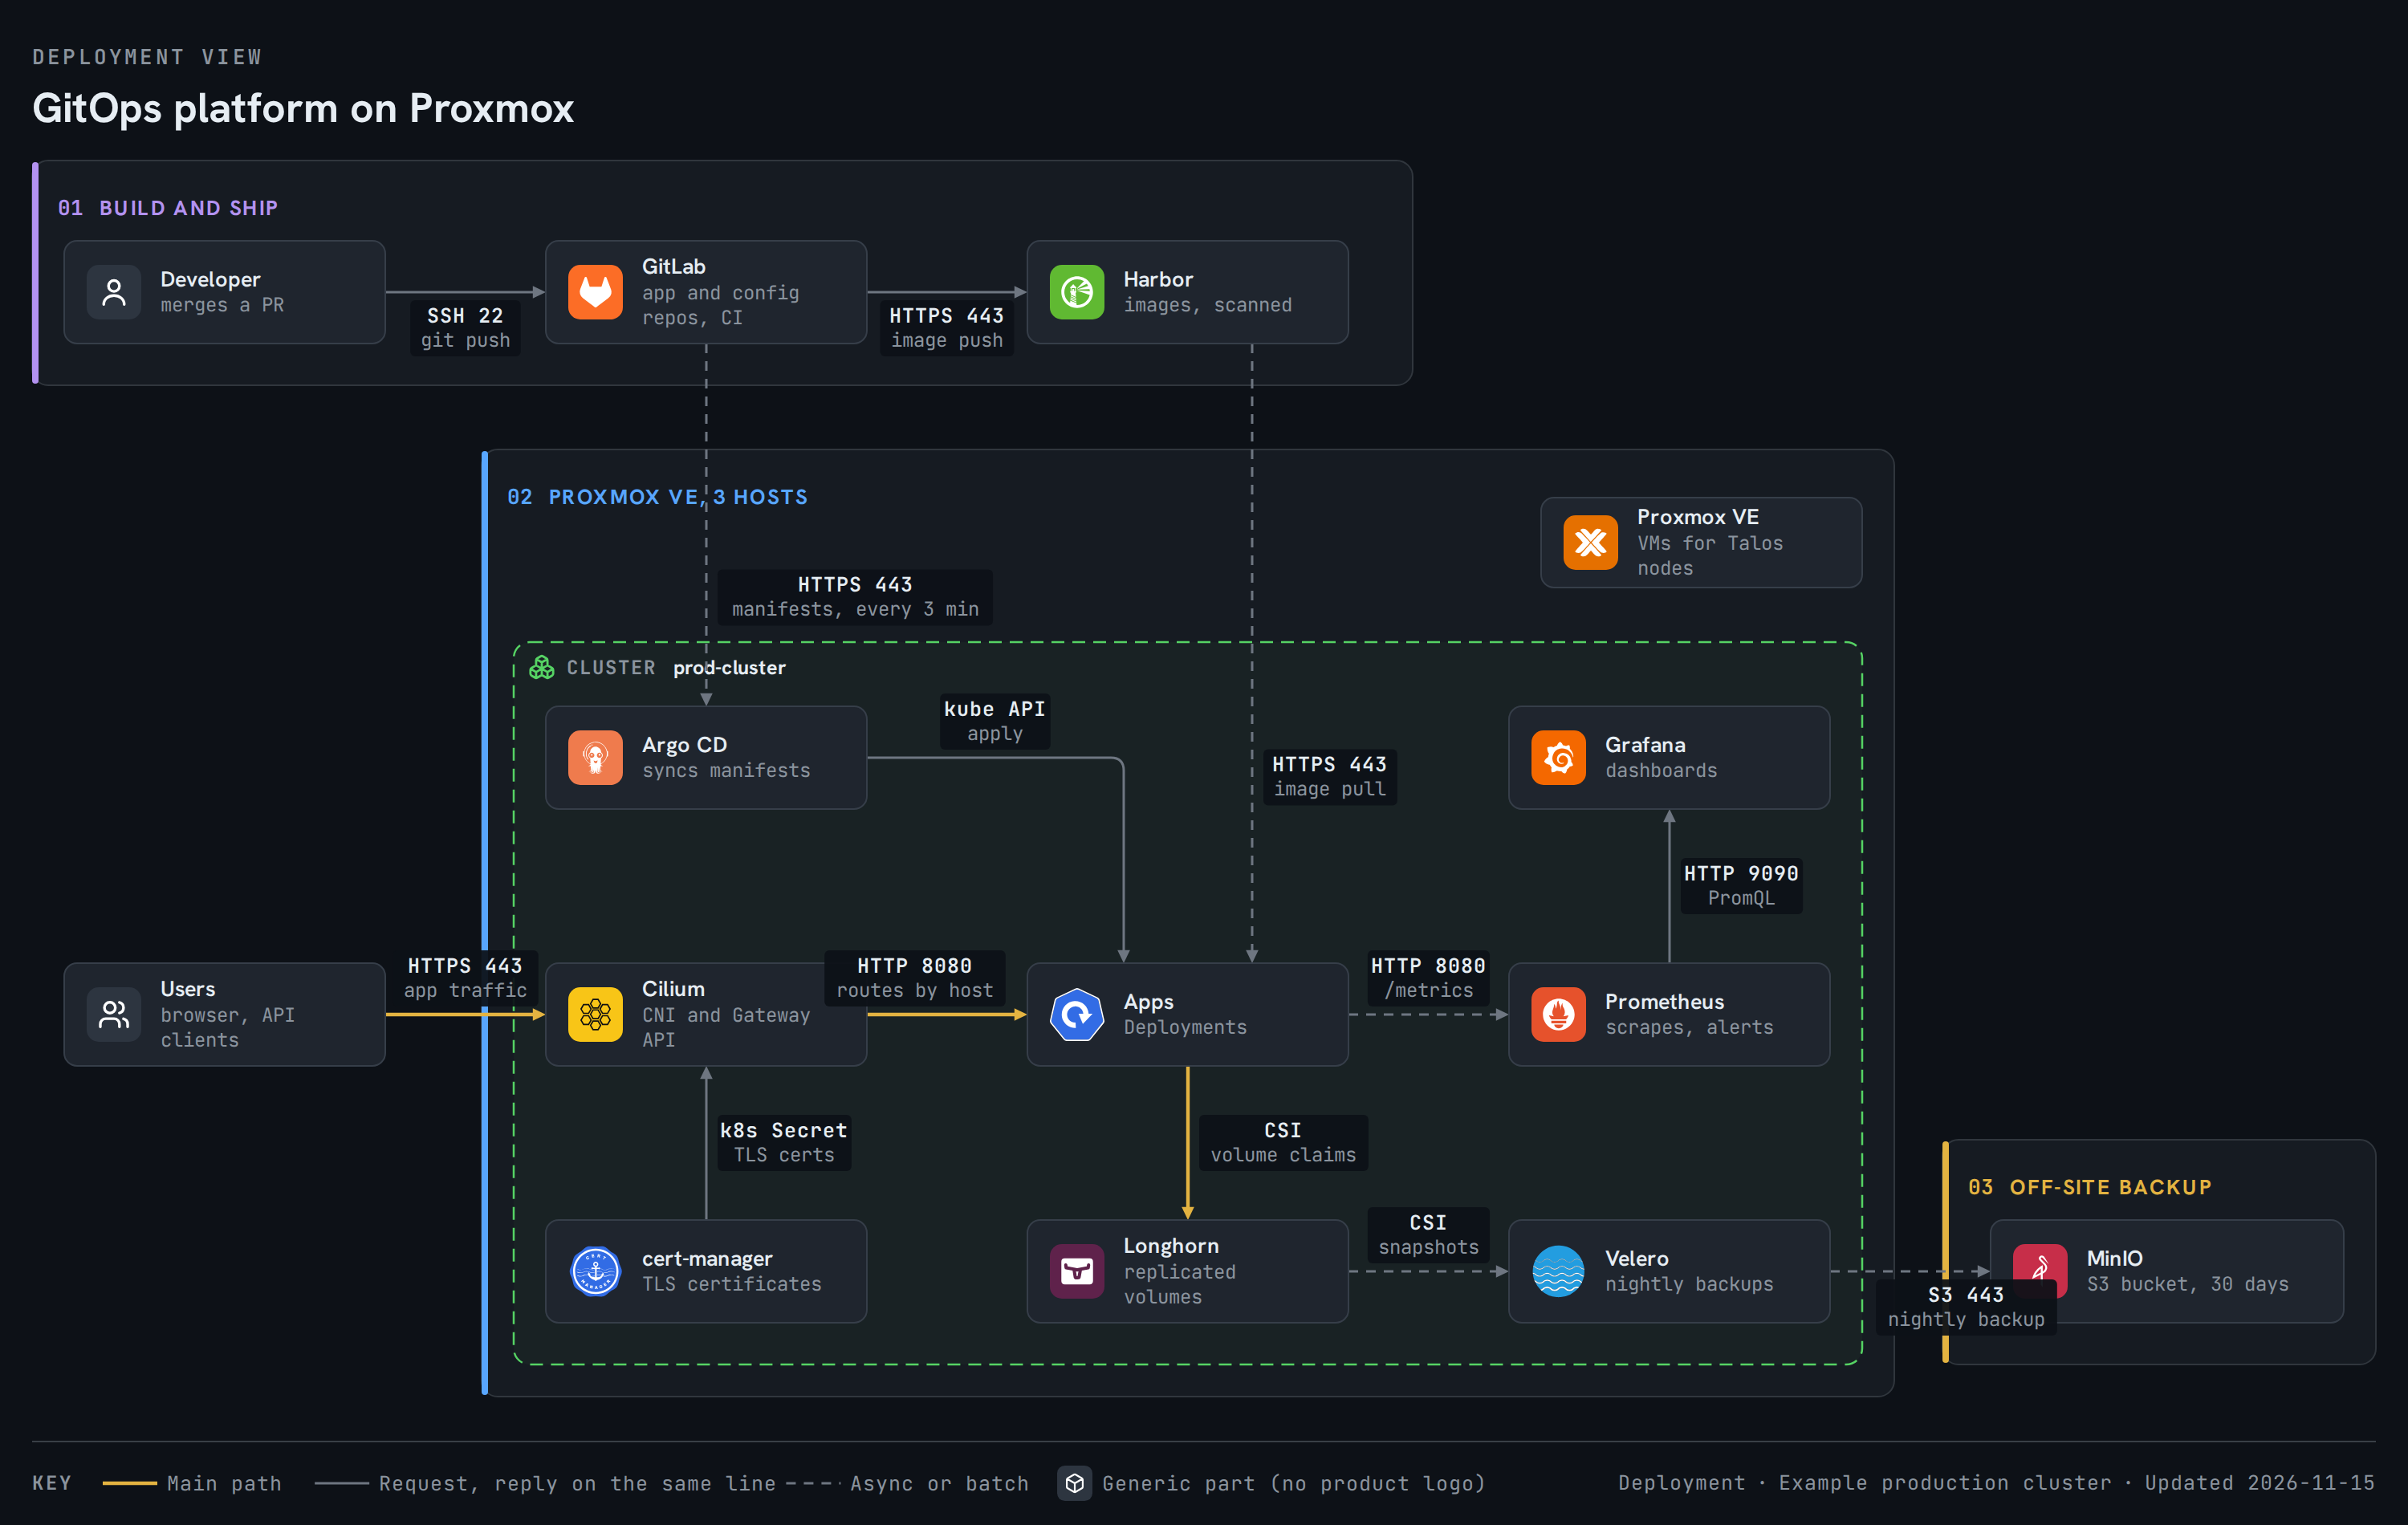 DEPLOYMENT VIEW
GitOps platform on Proxmox
01 BUILD AND SHIP
Developer
merges a PR
SSH 22
git push
GitLab
app and config
repos, CI
HTTPS 443
image push
Harbor
images, scanned
02 PROXMOX VE, 3 HOSTS
Proxmox VE
VMs for Talos
nodes
HTTPS 443
manifests, every 3 min
CLUSTER prod-cluster
Argo CD
syncs manifests
kube API
apply
HTTPS 443
image pull
Grafana
dashboards
HTTP 9090
PromQL
Users
browser, API
clients
HTTPS 443
app traffic
Cilium
CNI and Gateway
API
HTTP 8080
routes by host
Apps
Deployments
HTTP 8080
/metrics
Prometheus
scrapes, alerts
k8s Secret
TLS certs
CSI
volume claims
cert-manager
TLS certificates
Longhorn
replicated
volumes
CSI
snapshots
Velero
nightly backups
S3 443
nightly backup
03 OFF-SITE BACKUP
MinIO
S3 bucket, 30 days
KEY
Main path
Request, reply on the same line
Async or batch
Generic part (no product logo)
Deployment · Example production cluster · Updated 2026-11-15